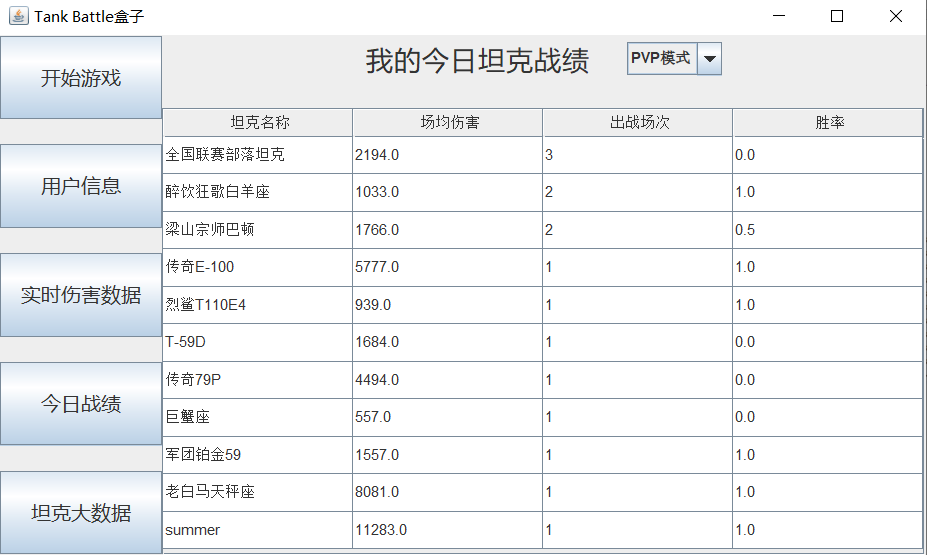 Tank Battle盒子
开始游戏
用户信息
实时伤害数据
今日战绩
坦克大数据
我的今日坦克战绩 PVP模式
坦克名称 场均伤害 出战场次 胜率
全国联赛部落坦克 2194.0 3 0.0
醉饮狂歌白羊座 1033.0 2 1.0
梁山宗师巴顿 1766.0 2 0.5
传奇E-100 5777.0 1 1.0
烈鲨T110E4 939.0 1 1.0
T-59D 1684.0 1 0.0
传奇79P 4494.0 1 0.0
巨蟹座 557.0 1 0.0
军团铂金59 1557.0 1 1.0
老白马天秤座 8081.0 1 1.0
summer 11283.0 1 1.0